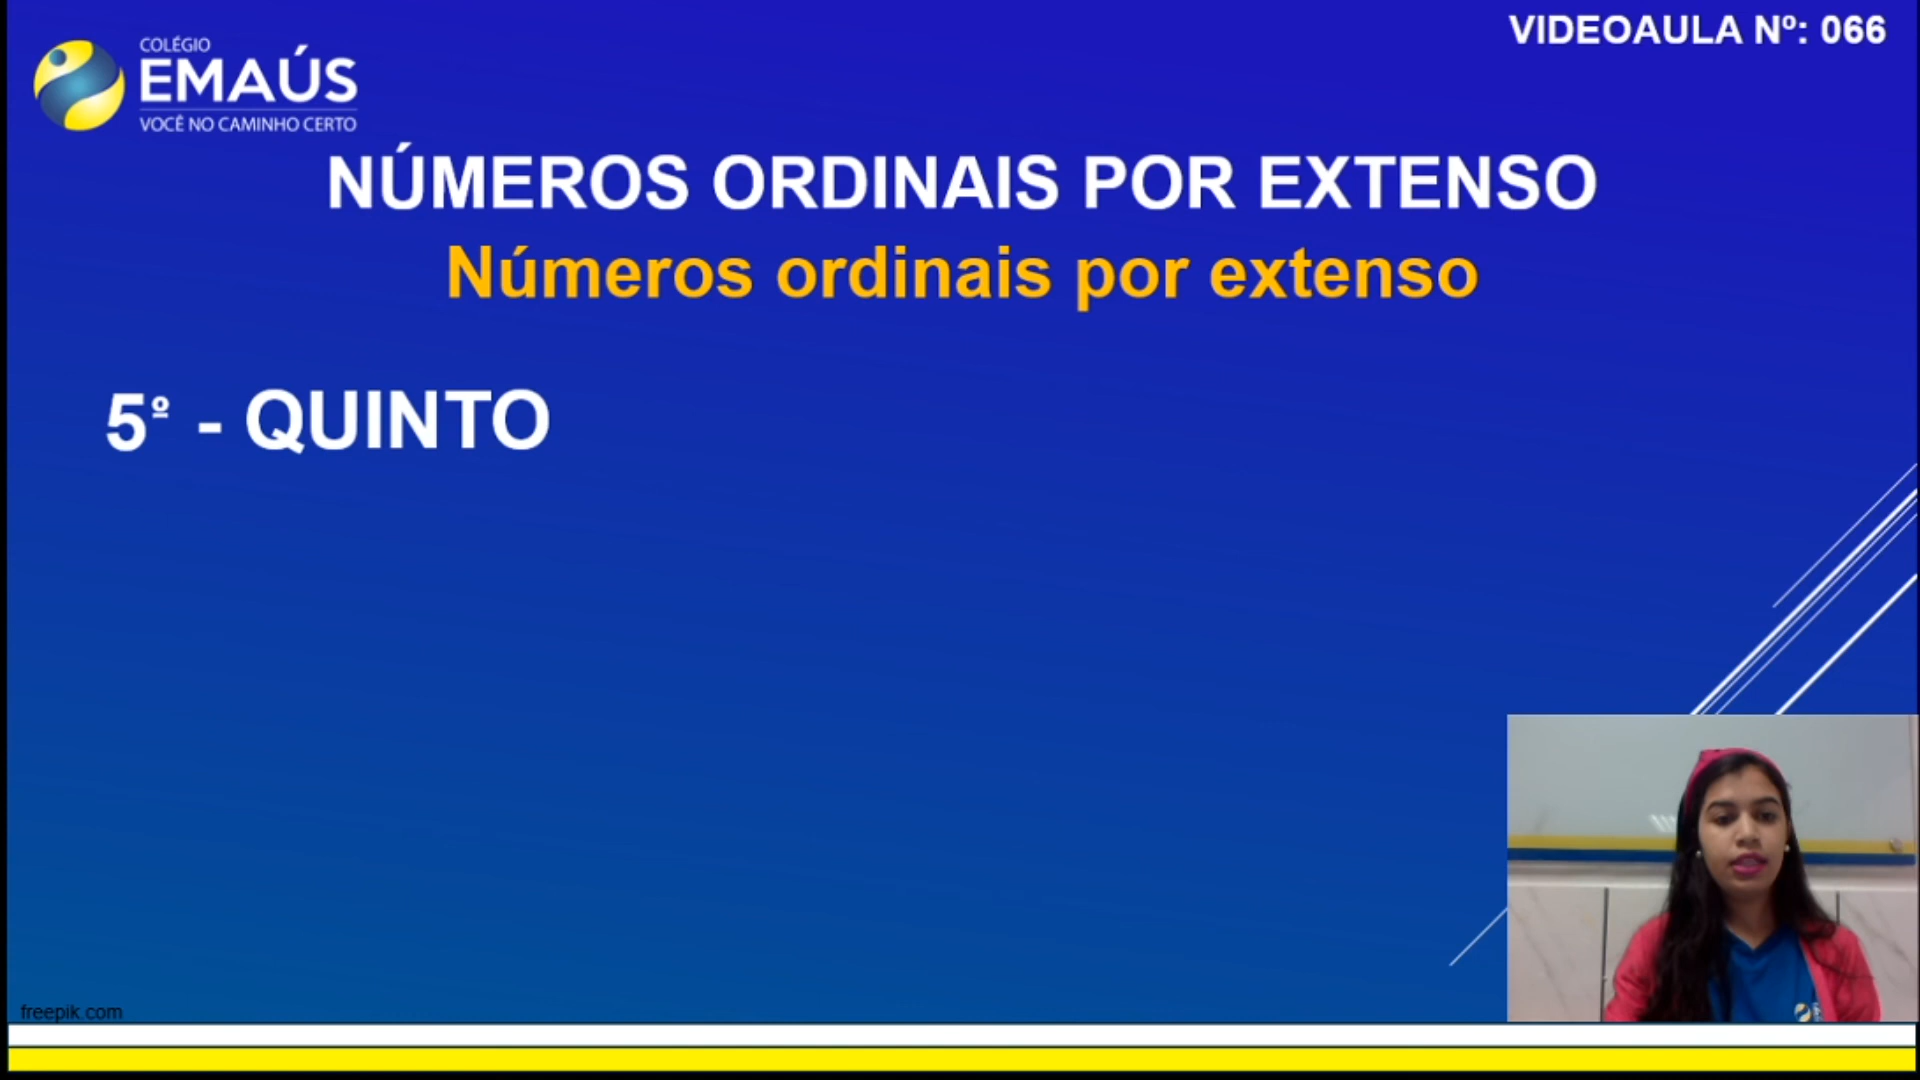 VIDEOAULA Nº: 066
COLÉGIO
EMAÚS
VOCÊ NO CAMINHO CERTO
NÚMEROS ORDINAIS POR EXTENSO
Números ordinais por extenso
5º - QUINTO
freepik.com